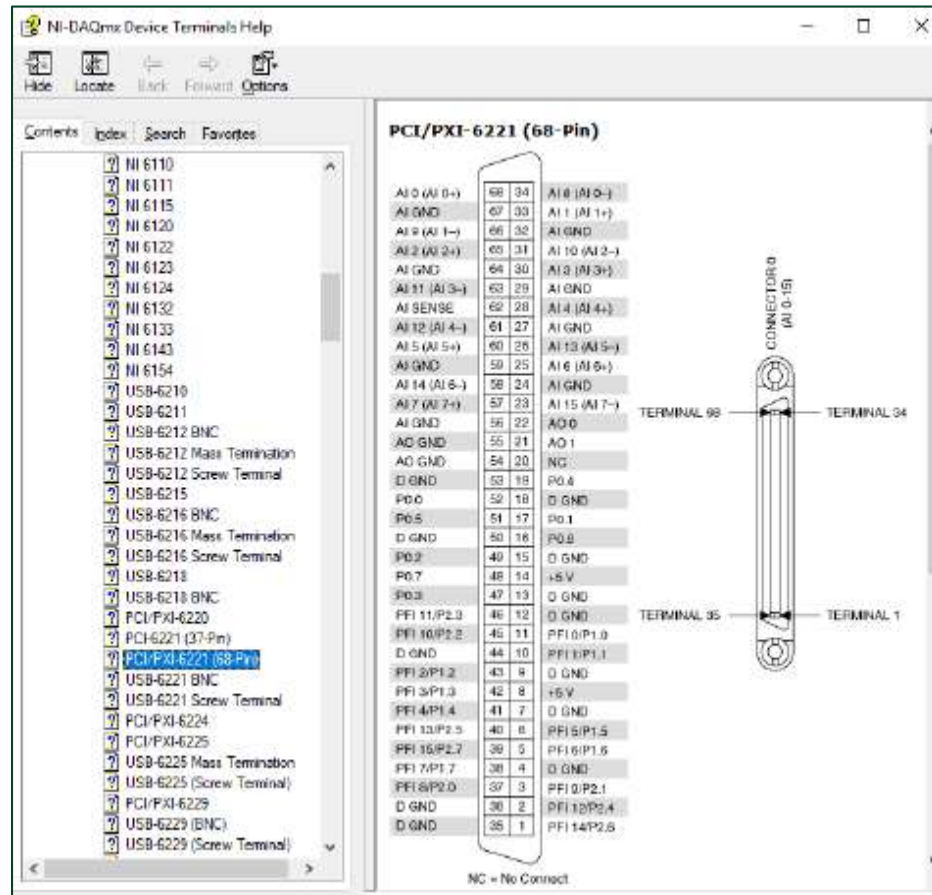 NI-DAQmx Device Terminals Help
Hide Locate Back Forward Options
Contents Index Search Favorites
NI 6110
NI 6111
NI 6115
NI 6120
NI 6122
NI 6123
NI 6124
NI 6132
NI 6133
NI 6143
NI 6154
USB-6210
USB-6211
USB-6212 BNC
USB-6212 Mass Termination
USB-6212 Screw Terminal
USB-6215
USB-6216 BNC
USB-6216 Mass Termination
USB-6216 Screw Terminal
USB-6218
USB-6218 BNC
PCI/PXI-6220
PCI-6221 (37-Pin)
PCI/PXI-6221 (68-Pin)
USB-6221 BNC
USB-6221 Screw Terminal
PCI/PXI-6224
PCI/PXI-6225
USB-6225 Mass Termination
USB-6225 (Screw Terminal)
PCI/PXI-6229
USB-6229 (BNC)
USB-6229 (Screw Terminal)
PCI/PXI-6221 (68-Pin)
AI 0 (AI 0+) 68 34 AI 8 (AI 0–)
AI GND 67 33 AI 1 (AI 1+)
AI 9 (AI 1–) 66 32 AI GND
AI 2 (AI 2+) 65 31 AI 10 (AI 2–)
AI GND 64 30 AI 3 (AI 3+)
AI 11 (AI 3–) 63 29 AI GND
AI SENSE 62 28 AI 4 (AI 4+)
AI 12 (AI 4–) 61 27 AI GND
AI 5 (AI 5+) 60 26 AI 13 (AI 5–)
AI GND 59 25 AI 6 (AI 6+)
AI 14 (AI 6–) 58 24 AI GND
AI 7 (AI 7+) 57 23 AI 15 (AI 7–)
AI GND 56 22 AO 0
AO GND 55 21 AO 1
AO GND 54 20 NC
D GND 53 19 P0.4
P0.0 52 18 D GND
P0.5 51 17 P0.1
D GND 50 16 P0.6
P0.2 49 15 D GND
P0.7 48 14 +5 V
P0.3 47 13 D GND
PFI 11/P2.3 46 12 D GND
PFI 10/P2.2 45 11 PFI 0/P1.0
D GND 44 10 PFI 1/P1.1
PFI 2/P1.2 43 9 D GND
PFI 3/P1.3 42 8 +5 V
PFI 4/P1.4 41 7 D GND
PFI 13/P2.5 40 6 PFI 5/P1.5
PFI 15/P2.7 39 5 PFI 6/P1.6
PFI 7/P1.7 38 4 D GND
PFI 8/P2.0 37 3 PFI 9/P2.1
D GND 36 2 PFI 12/P2.4
D GND 35 1 PFI 14/P2.6
NC = No Connect
CONNECTOR 0
(AI 0-15)
TERMINAL 68 TERMINAL 34
TERMINAL 35 TERMINAL 1